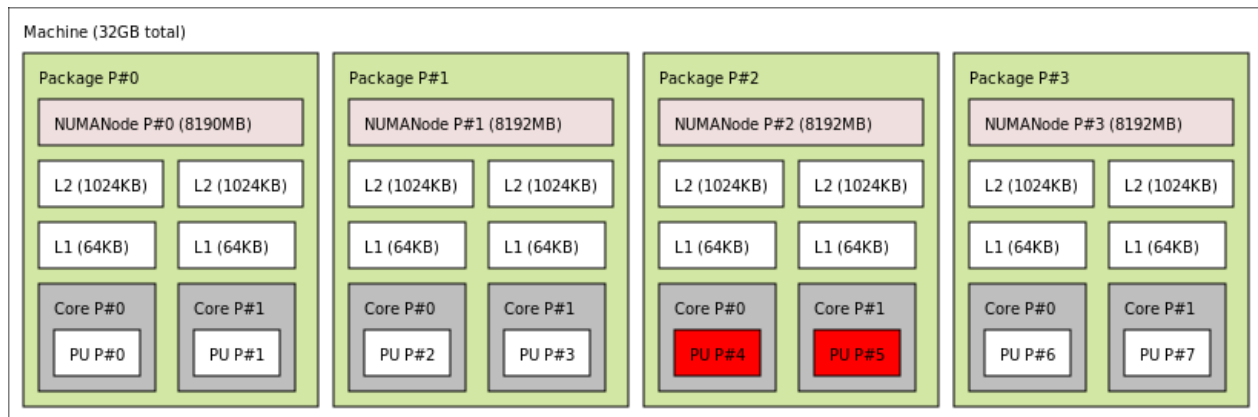 Machine (32GB total)
Package P#0
NUMANode P#0 (8190MB)
L2 (1024KB) L2 (1024KB)
L1 (64KB) L1 (64KB)
Core P#0 Core P#1
PU P#0 PU P#1
Package P#1
NUMANode P#1 (8192MB)
L2 (1024KB) L2 (1024KB)
L1 (64KB) L1 (64KB)
Core P#0 Core P#1
PU P#2 PU P#3
Package P#2
NUMANode P#2 (8192MB)
L2 (1024KB) L2 (1024KB)
L1 (64KB) L1 (64KB)
Core P#0 Core P#1
PU P#4 PU P#5
Package P#3
NUMANode P#3 (8192MB)
L2 (1024KB) L2 (1024KB)
L1 (64KB) L1 (64KB)
Core P#0 Core P#1
PU P#6 PU P#7